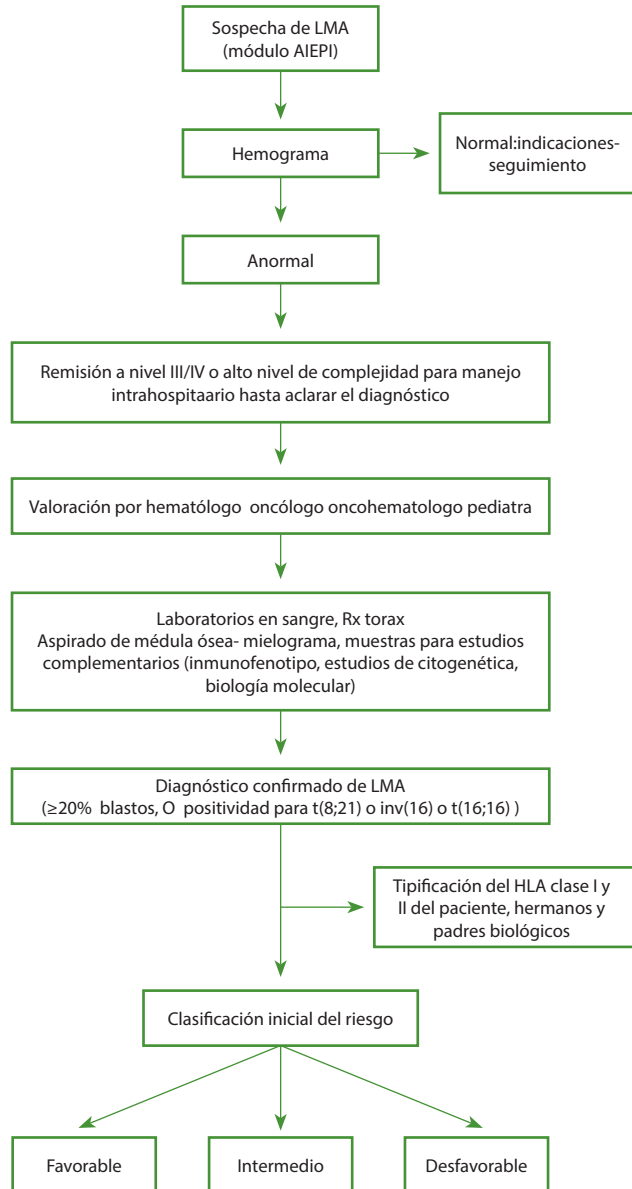 Sospecha de LMA
(módulo AIEPI)
Hemograma
Normal:indicaciones-
seguimiento
Anormal
Remisión a nivel III/IV o alto nivel de complejidad para manejo
intrahospitaario hasta aclarar el diagnóstico
Valoración por hematólogo oncólogo oncohematologo pediatra
Laboratorios en sangre, Rx torax
Aspirado de médula ósea- mielograma, muestras para estudios
complementarios (inmunofenotipo, estudios de citogenética,
biología molecular)
Diagnóstico confirmado de LMA
(≥20% blastos, O positividad para t(8;21) o inv(16) o t(16;16) )
Tipificación del HLA clase I y
II del paciente, hermanos y
padres biológicos
Clasificación inicial del riesgo
Favorable
Intermedio
Desfavorable